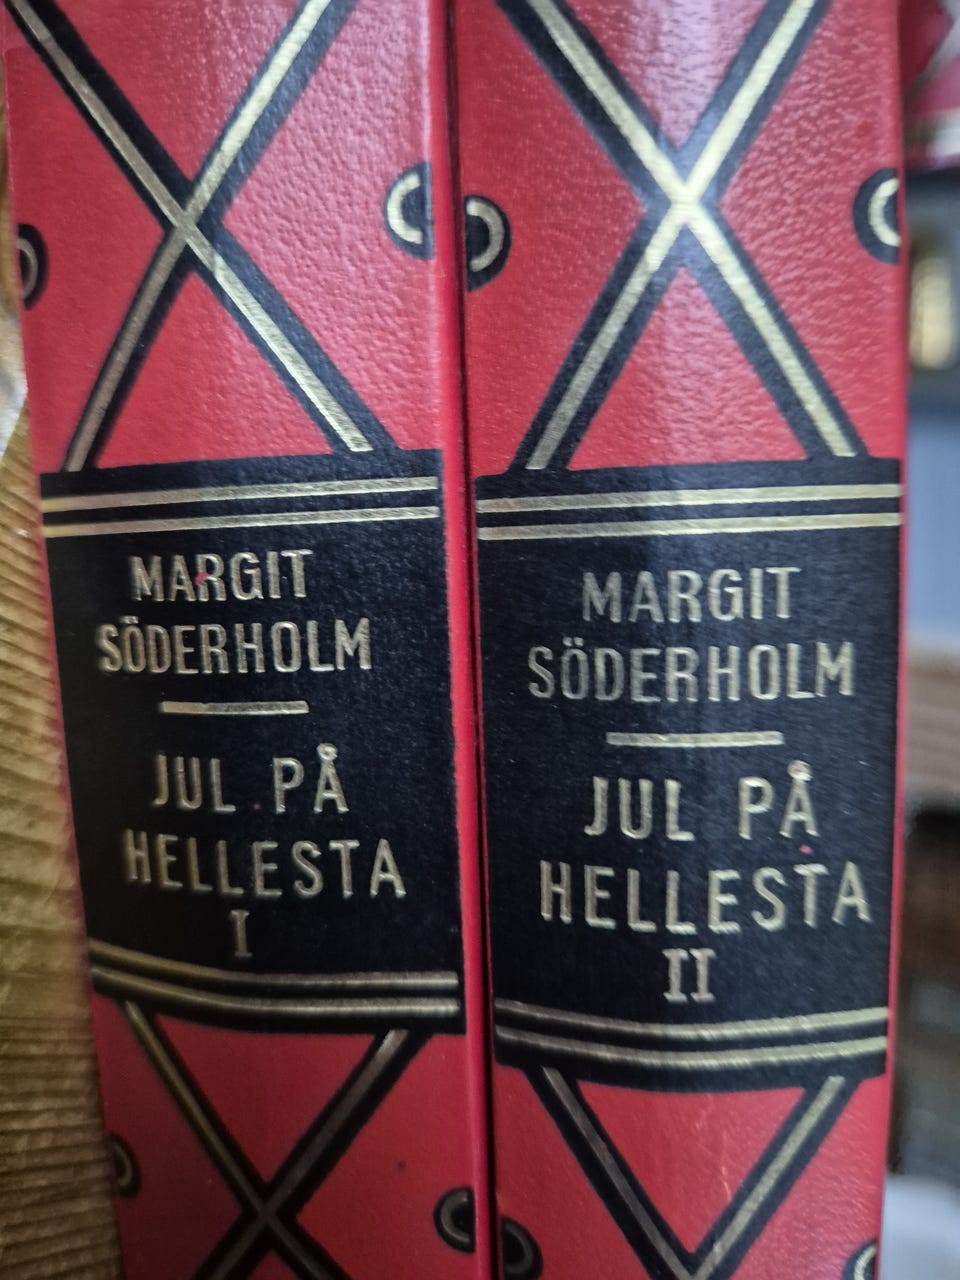 MARGIT
SÖDERHOLM
JUL PÅ
HELLESTA
I
MARGIT
SÖDERHOLM
JUL PÅ
HELLESTA
II